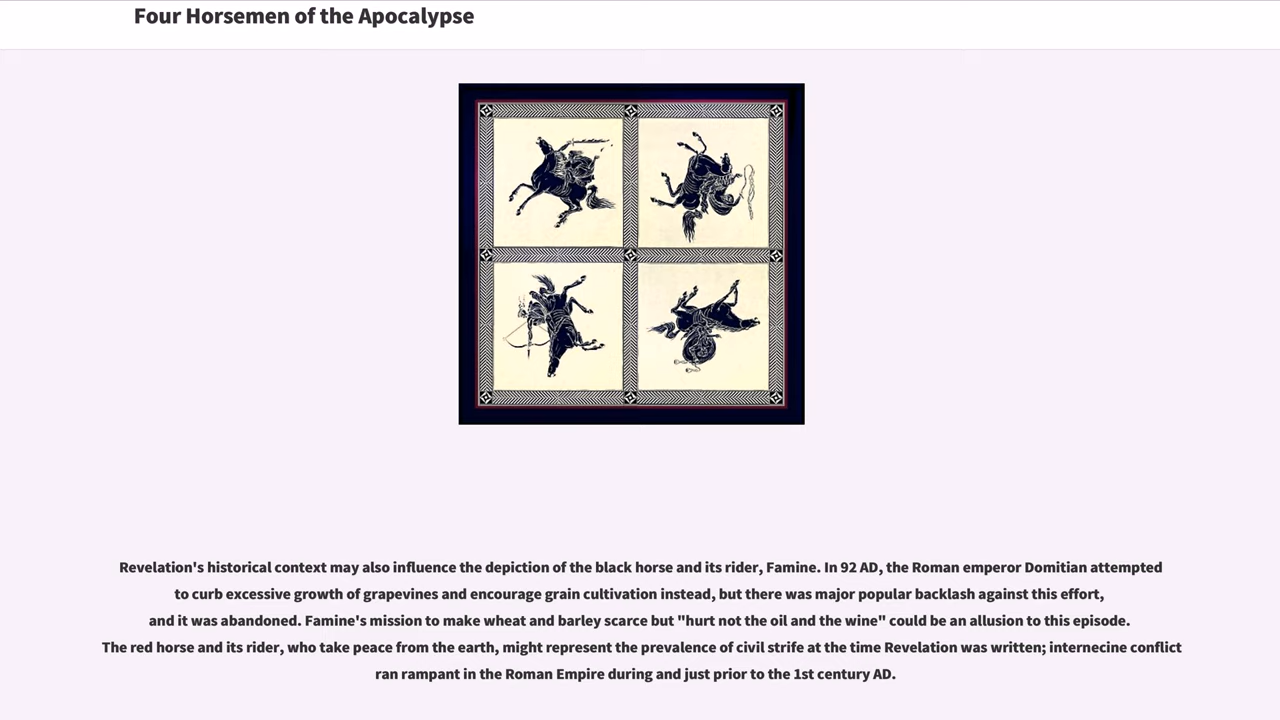 Four Horsemen of the Apocalypse
Revelation's historical context may also influence the depiction of the black horse and its rider, Famine. In 92 AD, the Roman emperor Domitian attempted
to curb excessive growth of grapevines and encourage grain cultivation instead, but there was major popular backlash against this effort,
and it was abandoned. Famine's mission to make wheat and barley scarce but "hurt not the oil and the wine" could be an allusion to this episode.
The red horse and its rider, who take peace from the earth, might represent the prevalence of civil strife at the time Revelation was written; internecine conflict
ran rampant in the Roman Empire during and just prior to the 1st century AD.